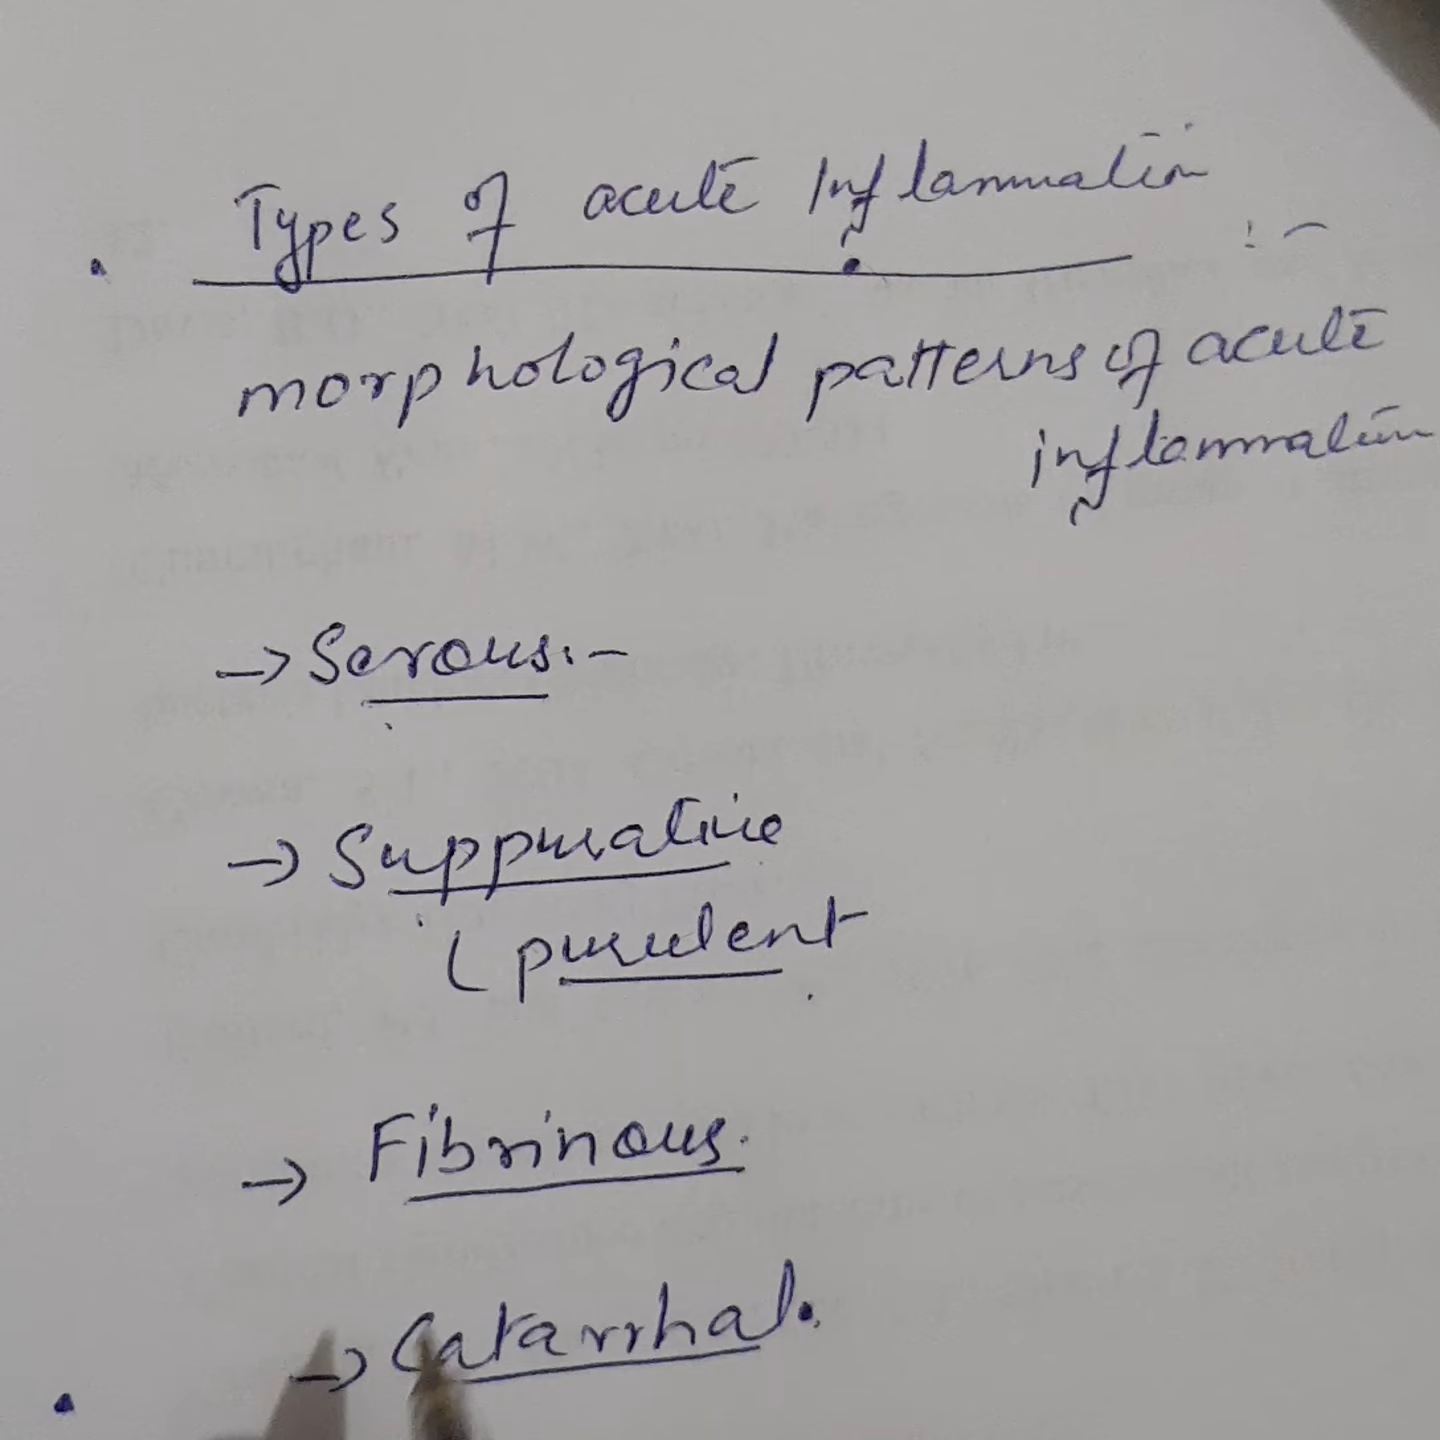 Types of acute Inflammation :-
morphological patterns of acute
inflammation
→ Serous:-
→ Suppurative
(purulent
→ Fibrinous.
→ Catarrhal.